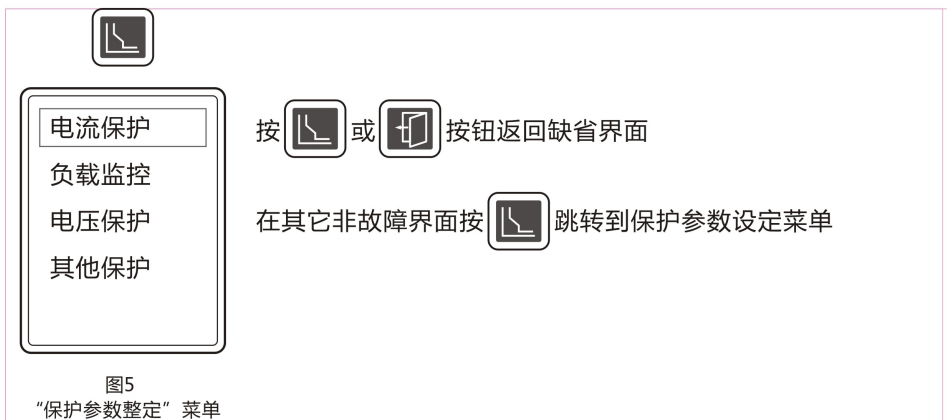 电流保护
负载监控
电压保护
其他保护
按或按钮返回缺省界面
在其它非故障界面按跳转到保护参数设定菜单
图5
“保护参数整定”菜单